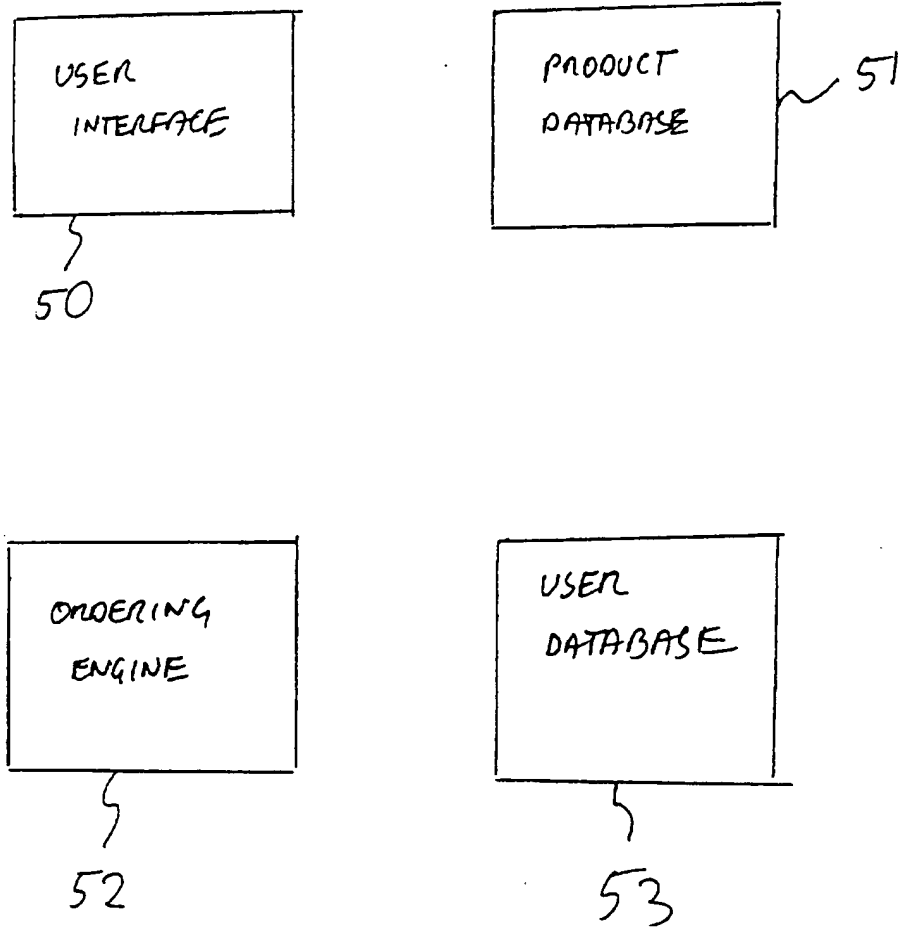 USER
INTERFACE
50
PRODUCT
DATABASE
51
ORDERING
ENGINE
52
USER
DATABASE
53